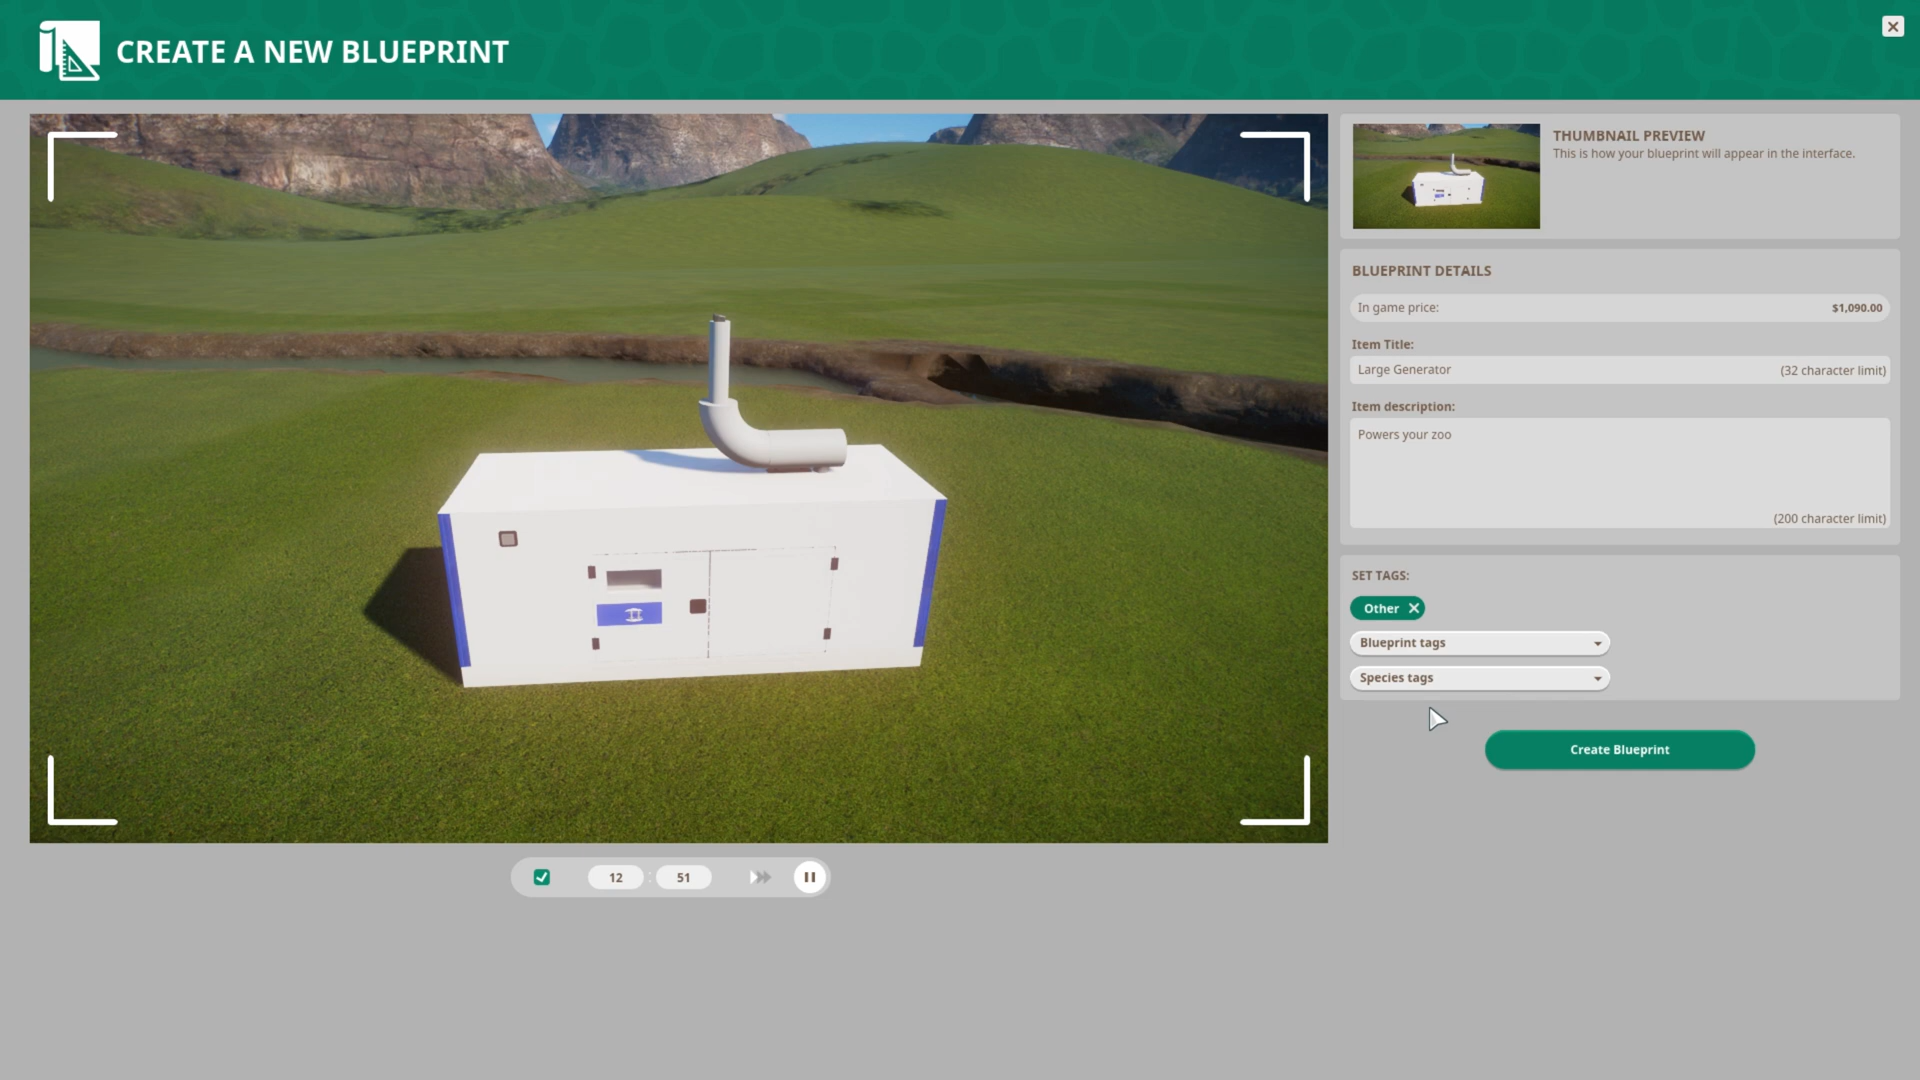 CREATE A NEW BLUEPRINT
THUMBNAIL PREVIEW
This is how your blueprint will appear in the interface.
BLUEPRINT DETAILS
In game price: $1,090.00
Item Title:
Large Generator (32 character limit)
Item description:
Powers your zoo
(200 character limit)
SET TAGS:
Other
Blueprint tags
Species tags
Create Blueprint
12 : 51